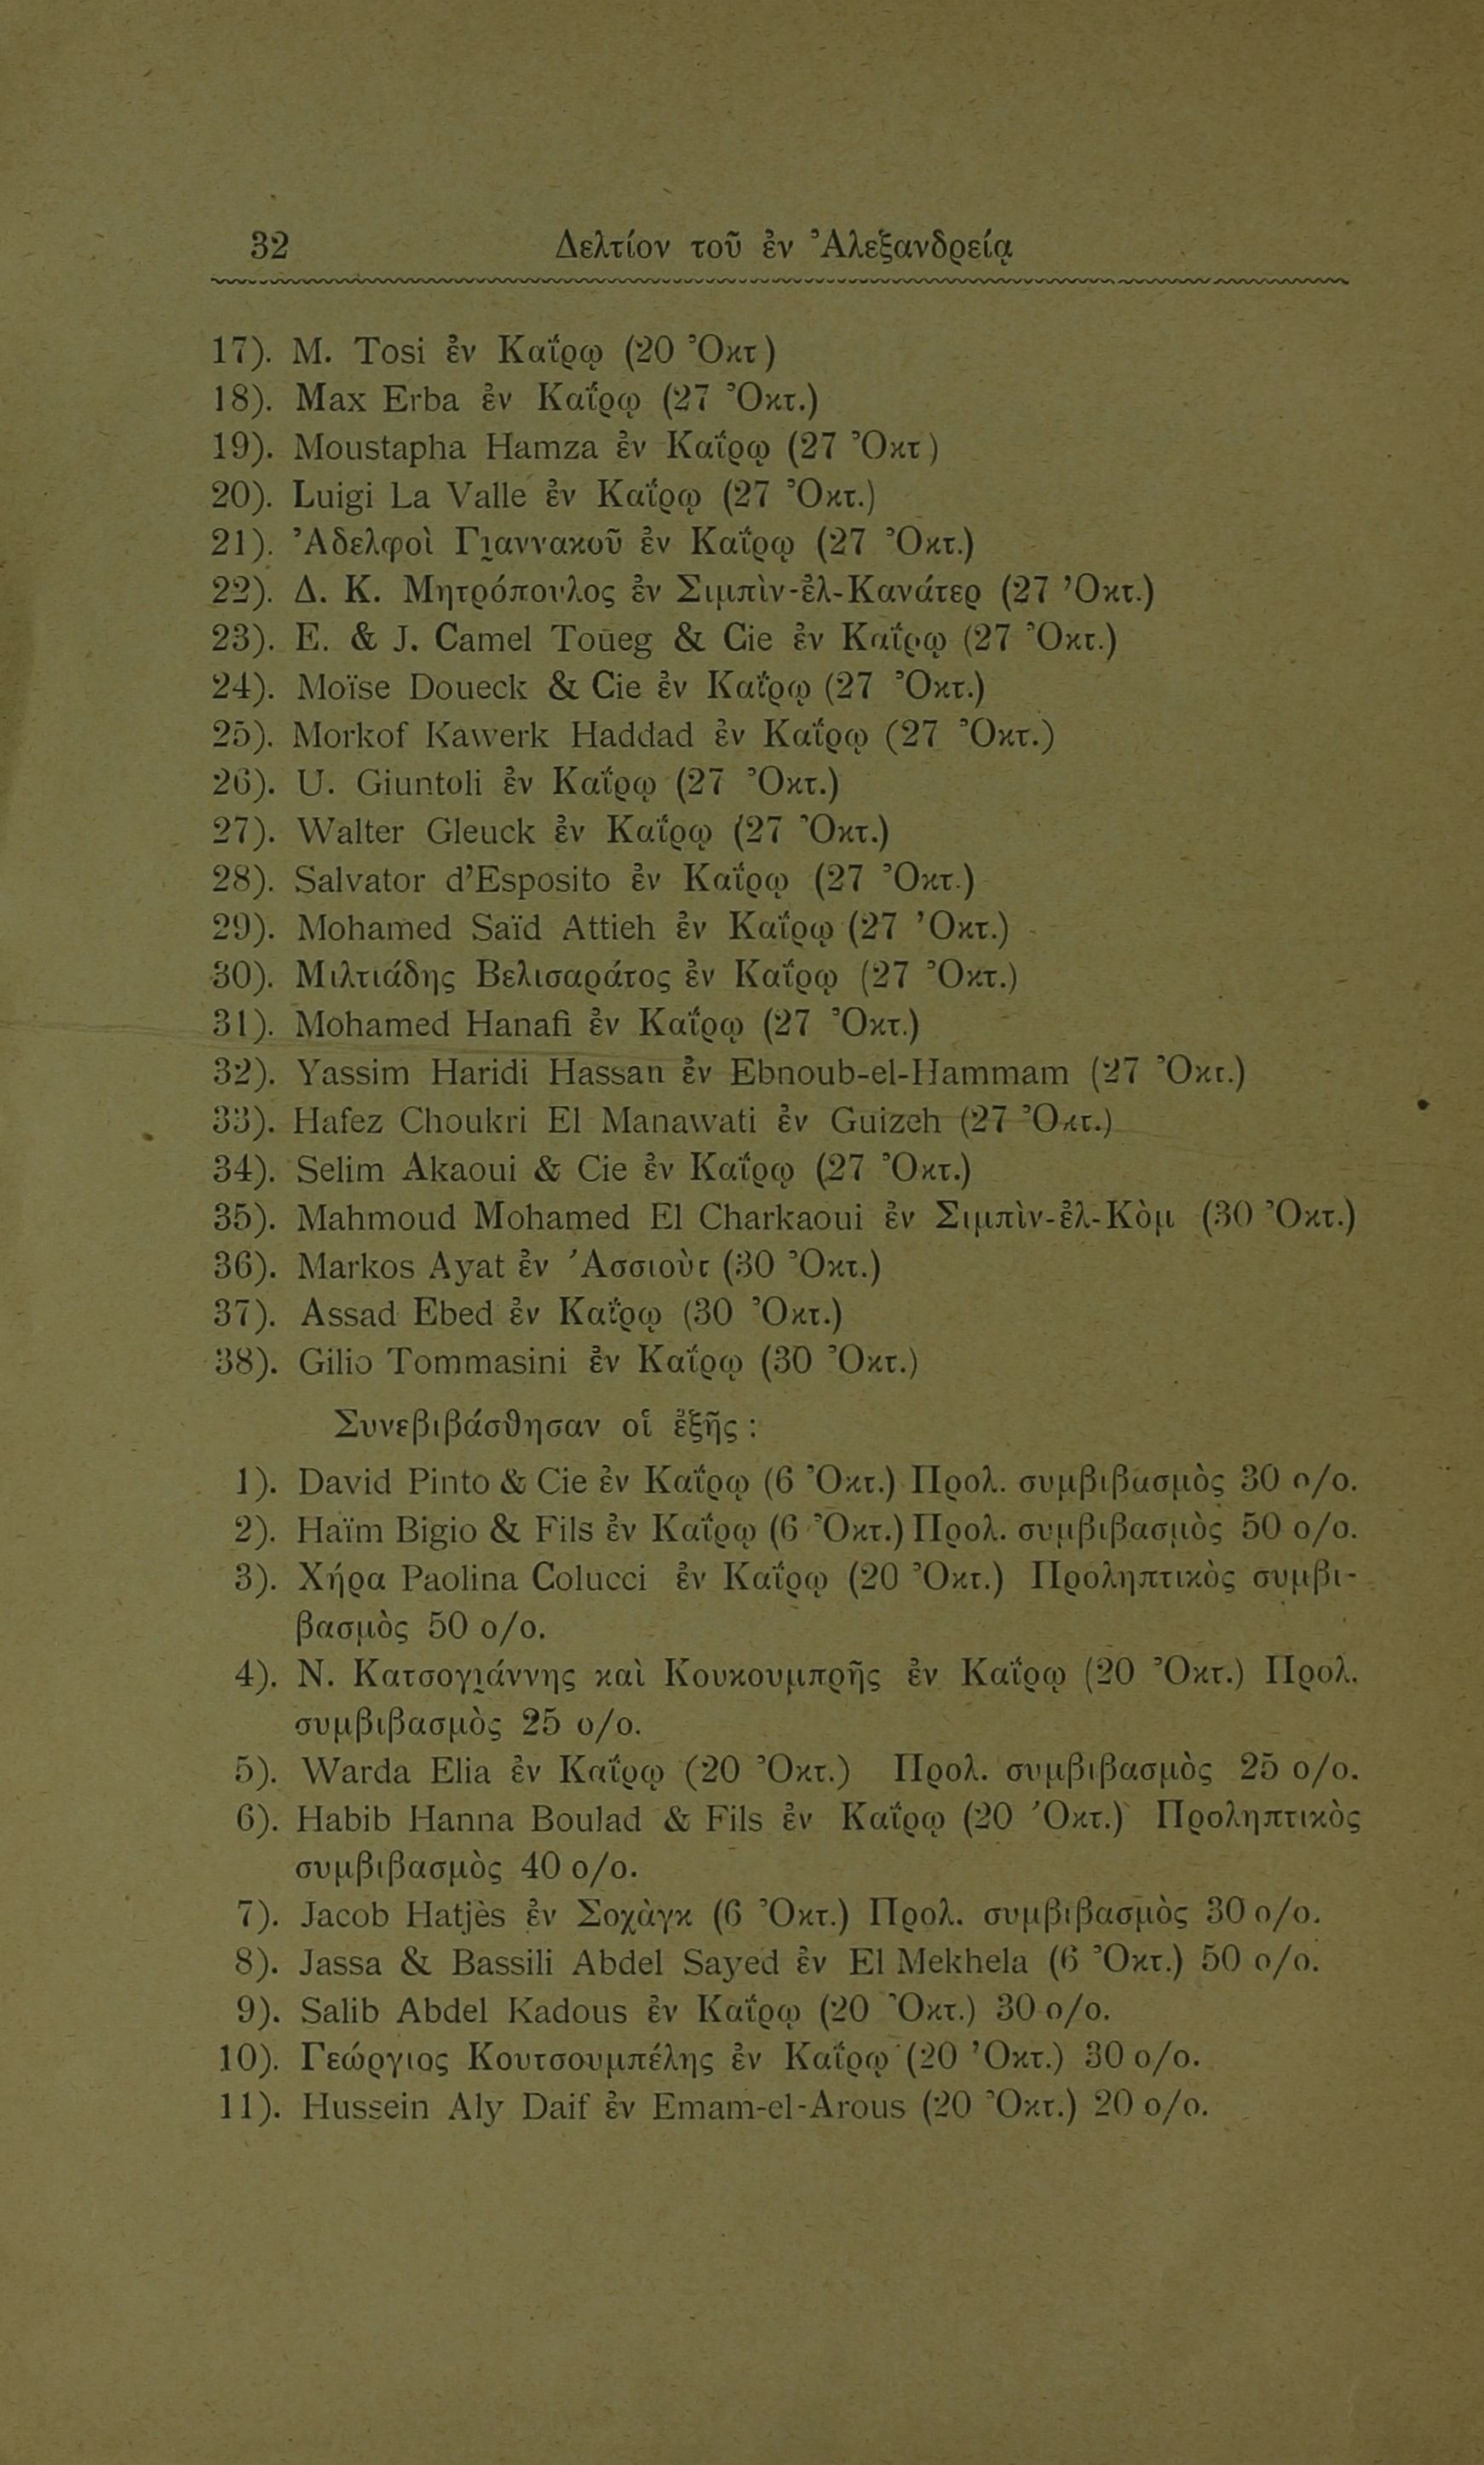 32 Δελτίον τοῦ ἐν Ἀλεξανδρείᾳ
17). M. Tosi ἐν Καΐρῳ (20 Ὀκτ)
18). Max Erba ἐν Καΐρῳ (27 Ὀκτ.)
19). Moustapha Hamza ἐν Καΐρῳ (27 Ὀκτ)
20). Luigi La Valle ἐν Καΐρῳ (27 Ὀκτ.)
21). Ἀδελφοὶ Γι̯αννακοῦ ἐν Καΐρῳ (27 Ὀκτ.)
22). Δ. Κ. Μητρόπουλος ἐν Σιμπὶν-ἐλ-Κανάτερ (27 Ὀκτ.)
23). E. & J. Camel Toüeg & Cie ἐν Καΐρῳ (27 Ὀκτ.)
24). Moïse Doueck & Cie ἐν Καΐρῳ (27 Ὀκτ.)
25). Morkof Kawerk Haddad ἐν Καΐρῳ (27 Ὀκτ.)
26). U. Giuntoli ἐν Καΐρῳ (27 Ὀκτ.)
27). Walter Gleuck ἐν Καΐρῳ (27 Ὀκτ.)
28). Salvator d’Esposito ἐν Καΐρῳ (27 Ὀκτ.)
29). Mohamed Saïd Attieh ἐν Καΐρῳ (27 Ὀκτ.)
30). Μιλτιάδης Βελισαράτος ἐν Καΐρῳ (27 Ὀκτ.)
31). Mohamed Hanafi ἐν Καΐρῳ (27 Ὀκτ.)
32). Yassim Haridi Hassan ἐν Ebnoub-el-Hammam (27 Ὀκτ.)
33). Hafez Choukri El Manawati ἐν Guizeh (27 Ὀκτ.)
34). Selim Akaoui & Cie ἐν Καΐρῳ (27 Ὀκτ.)
35). Mahmoud Mohamed El Charkaoui ἐν Σιμπὶν-ἐλ-Κὸμ (30 Ὀκτ.)
36). Markos Ayat ἐν Ἀσσιοὺτ (30 Ὀκτ.)
37). Assad Ebed ἐν Καΐρῳ (30 Ὀκτ.)
38). Gilio Tommasini ἐν Καΐρῳ (30 Ὀκτ.)
Συνεβιβάσθησαν οἱ ἑξῆς :
1). David Pinto & Cie ἐν Καΐρῳ (6 Ὀκτ.) Προλ. συμβιβασμὸς 30 ο/ο.
2). Haïm Bigio & Fils ἐν Καΐρῳ (6 Ὀκτ.) Προλ. συμβιβασμὸς 50 ο/ο.
3). Χήρα Paolina Colucci ἐν Καΐρῳ (20 Ὀκτ.) Προληπτικὸς συμβι-
βασμὸς 50 ο/ο.
4). Ν. Κατσογι̯άννης καὶ Κουκουμπρῆς ἐν Καΐρῳ (20 Ὀκτ.) Προλ.
συμβιβασμὸς 25 ο/ο.
5). Warda Elia ἐν Καΐρῳ (20 Ὀκτ.) Προλ. συμβιβασμὸς 25 ο/ο.
6). Habib Hanna Boulad & Fils ἐν Καΐρῳ (20 Ὀκτ.) Προληπτικὸς
συμβιβασμὸς 40 ο/ο.
7). Jacob Hatjès ἐν Σοχὰγκ (6 Ὀκτ.) Προλ. συμβιβασμὸς 30 ο/ο.
8). Jassa & Bassili Abdel Sayed ἐν El Mekhela (6 Ὀκτ.) 50 ο/ο.
9). Salib Abdel Kadous ἐν Καΐρῳ (20 Ὀκτ.) 30 ο/ο.
10). Γεώργιος Κουτσουμπέλης ἐν Καΐρῳ (20 Ὀκτ.) 30 ο/ο.
11). Hussein Aly Daif ἐν Emam-el-Arous (20 Ὀκτ.) 20 ο/ο.